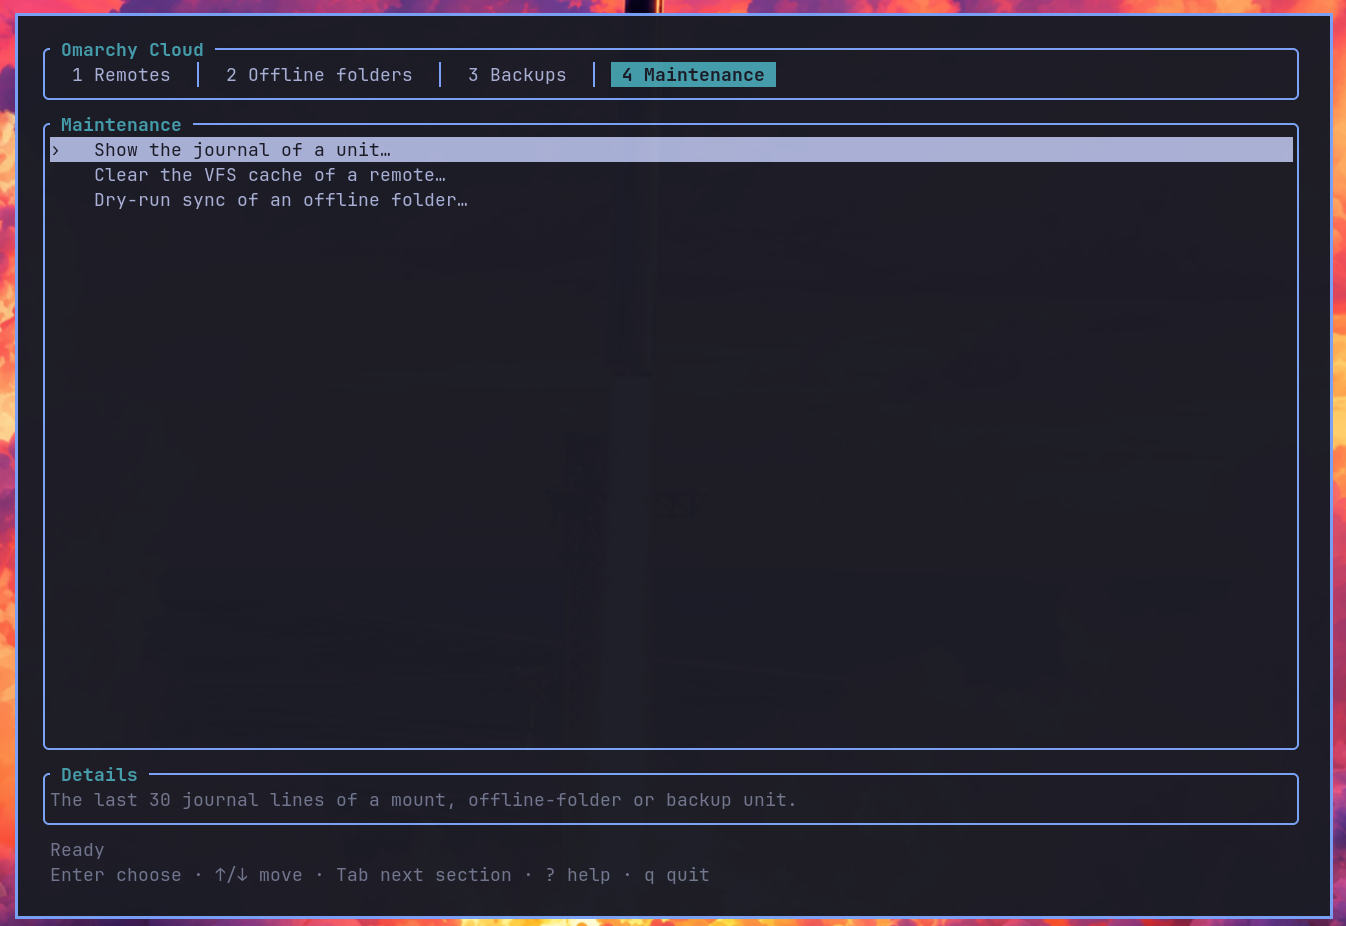 Omarchy Cloud
1 Remotes │ 2 Offline folders │ 3 Backups │ 4 Maintenance
Maintenance
› Show the journal of a unit…
Clear the VFS cache of a remote…
Dry-run sync of an offline folder…
Details
The last 30 journal lines of a mount, offline-folder or backup unit.
Ready
Enter choose · ↑/↓ move · Tab next section · ? help · q quit